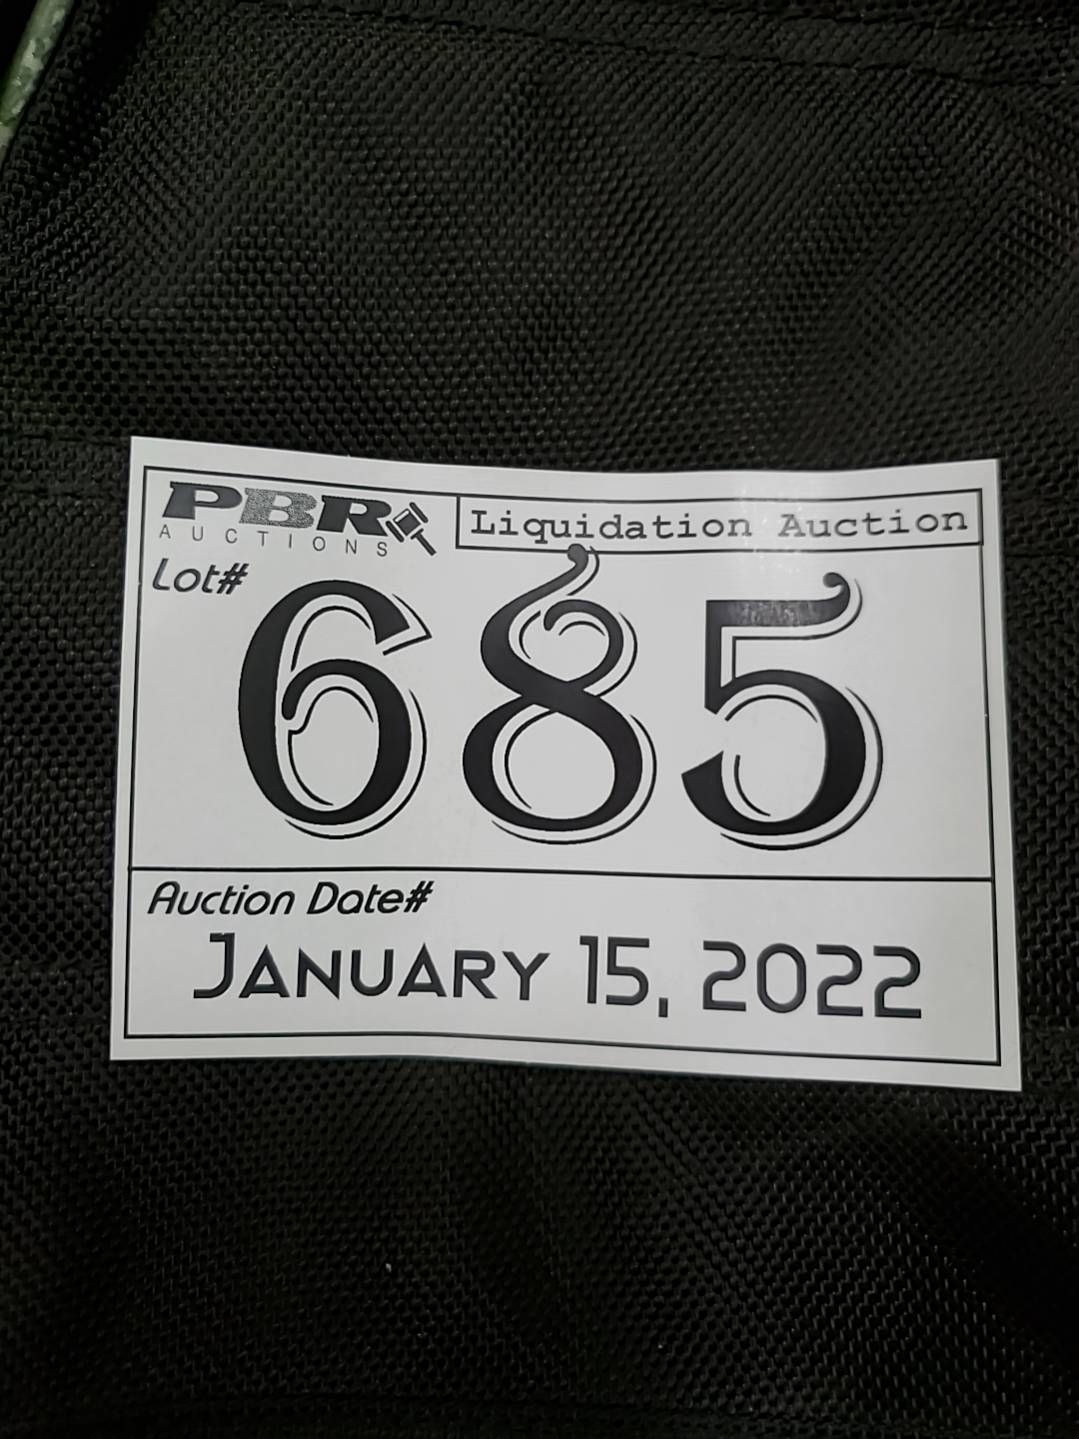 PBR
AUCTIONS
Liquidation Auction
Lot#
685
Auction Date#
January 15, 2022